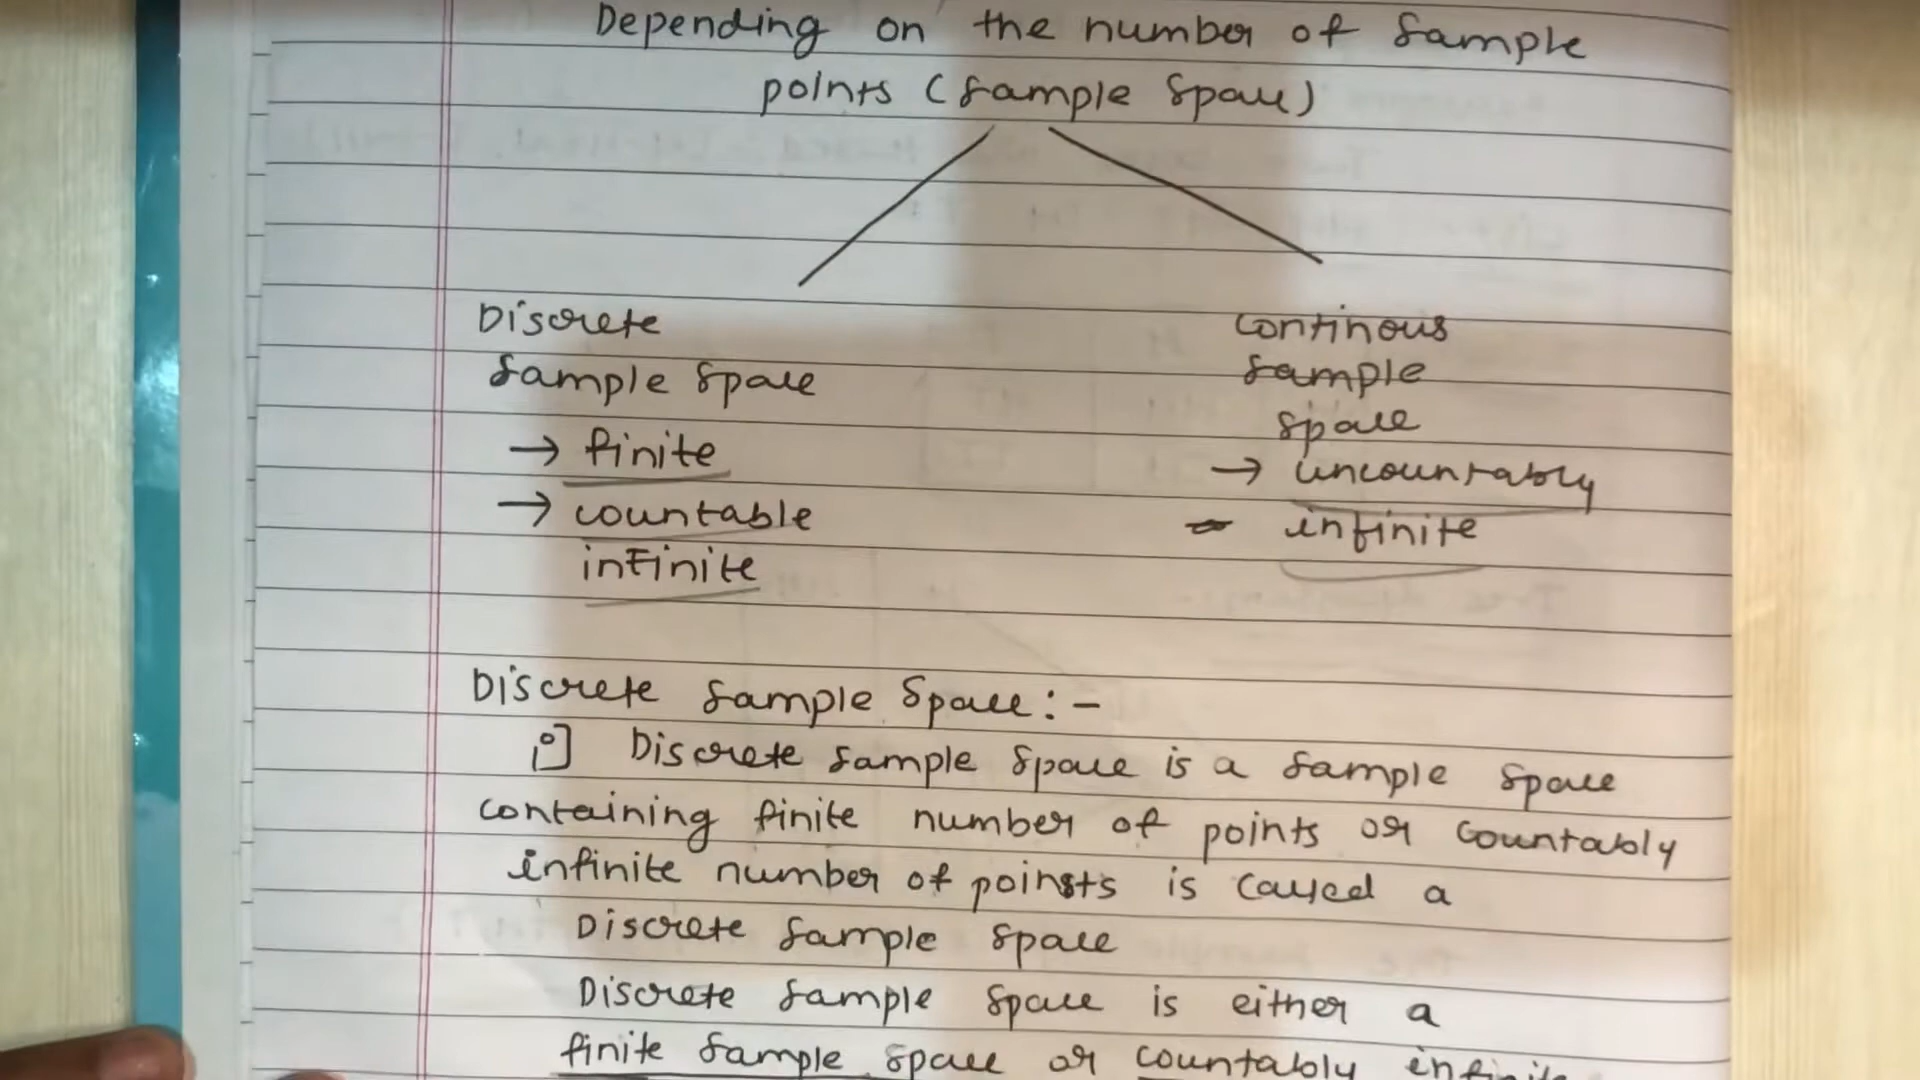 Depending on the number of Sample
points (Sample Space)
Discrete
Sample Space
→ finite
→ countable
infinite
continous
Sample
space
→ uncountably
infinite
Discrete Sample Space :-
i] Discrete Sample Space is a Sample Space
containing finite number of points or countably
infinite number of points is called a
Discrete Sample Space
Discrete Sample Space is either a
finite Sample Space or countably infinite